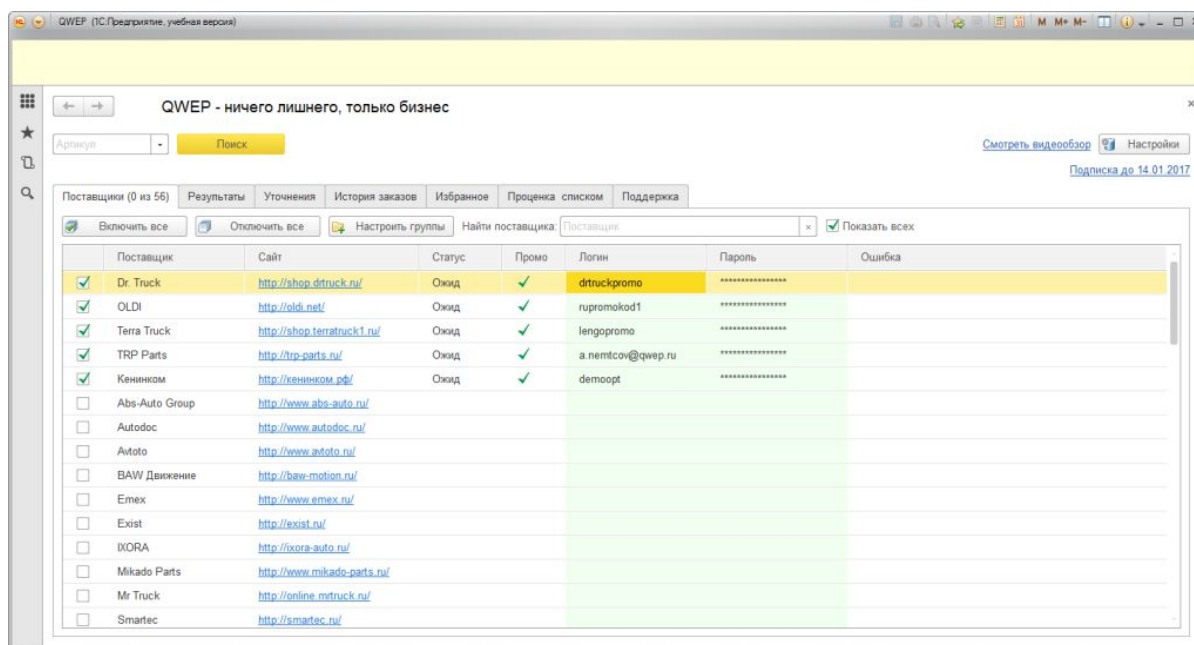 QWEP (1С:Предприятие, учебная версия) M M+ M-
QWEP - ничего лишнего, только бизнес
Артикул Поиск Смотреть видеообзор Настройки
Подписка до 14.01.2017
Поставщики (0 из 56) Результаты Уточнения История заказов Избранное Проценка списком Поддержка
Включить все Отключить все Настроить группы Найти поставщика: Поставщик Показать всех
Поставщик Сайт Статус Промо Логин Пароль Ошибка
Dr. Truck http://shop.drtruck.ru/ Ожид drtruckpromo ****************
OLDI http://oldi.net/ Ожид rupromokod1 ****************
Terra Truck http://shop.terratruck1.ru/ Ожид lengopromo ****************
TRP Parts http://trp-parts.ru/ Ожид a.nemtcov@qwep.ru ****************
Кенинком http://кенинком.рф/ Ожид demoopt ****************
Abs-Auto Group http://www.abs-auto.ru/
Autodoc http://www.autodoc.ru/
Avtoto http://www.avtoto.ru/
BAW Движение http://baw-motion.ru/
Emex http://www.emex.ru/
Exist http://exist.ru/
IXORA http://ixora-auto.ru/
Mikado Parts http://www.mikado-parts.ru/
Mr Truck http://online.mrtruck.ru/
Smartec http://smartec.ru/